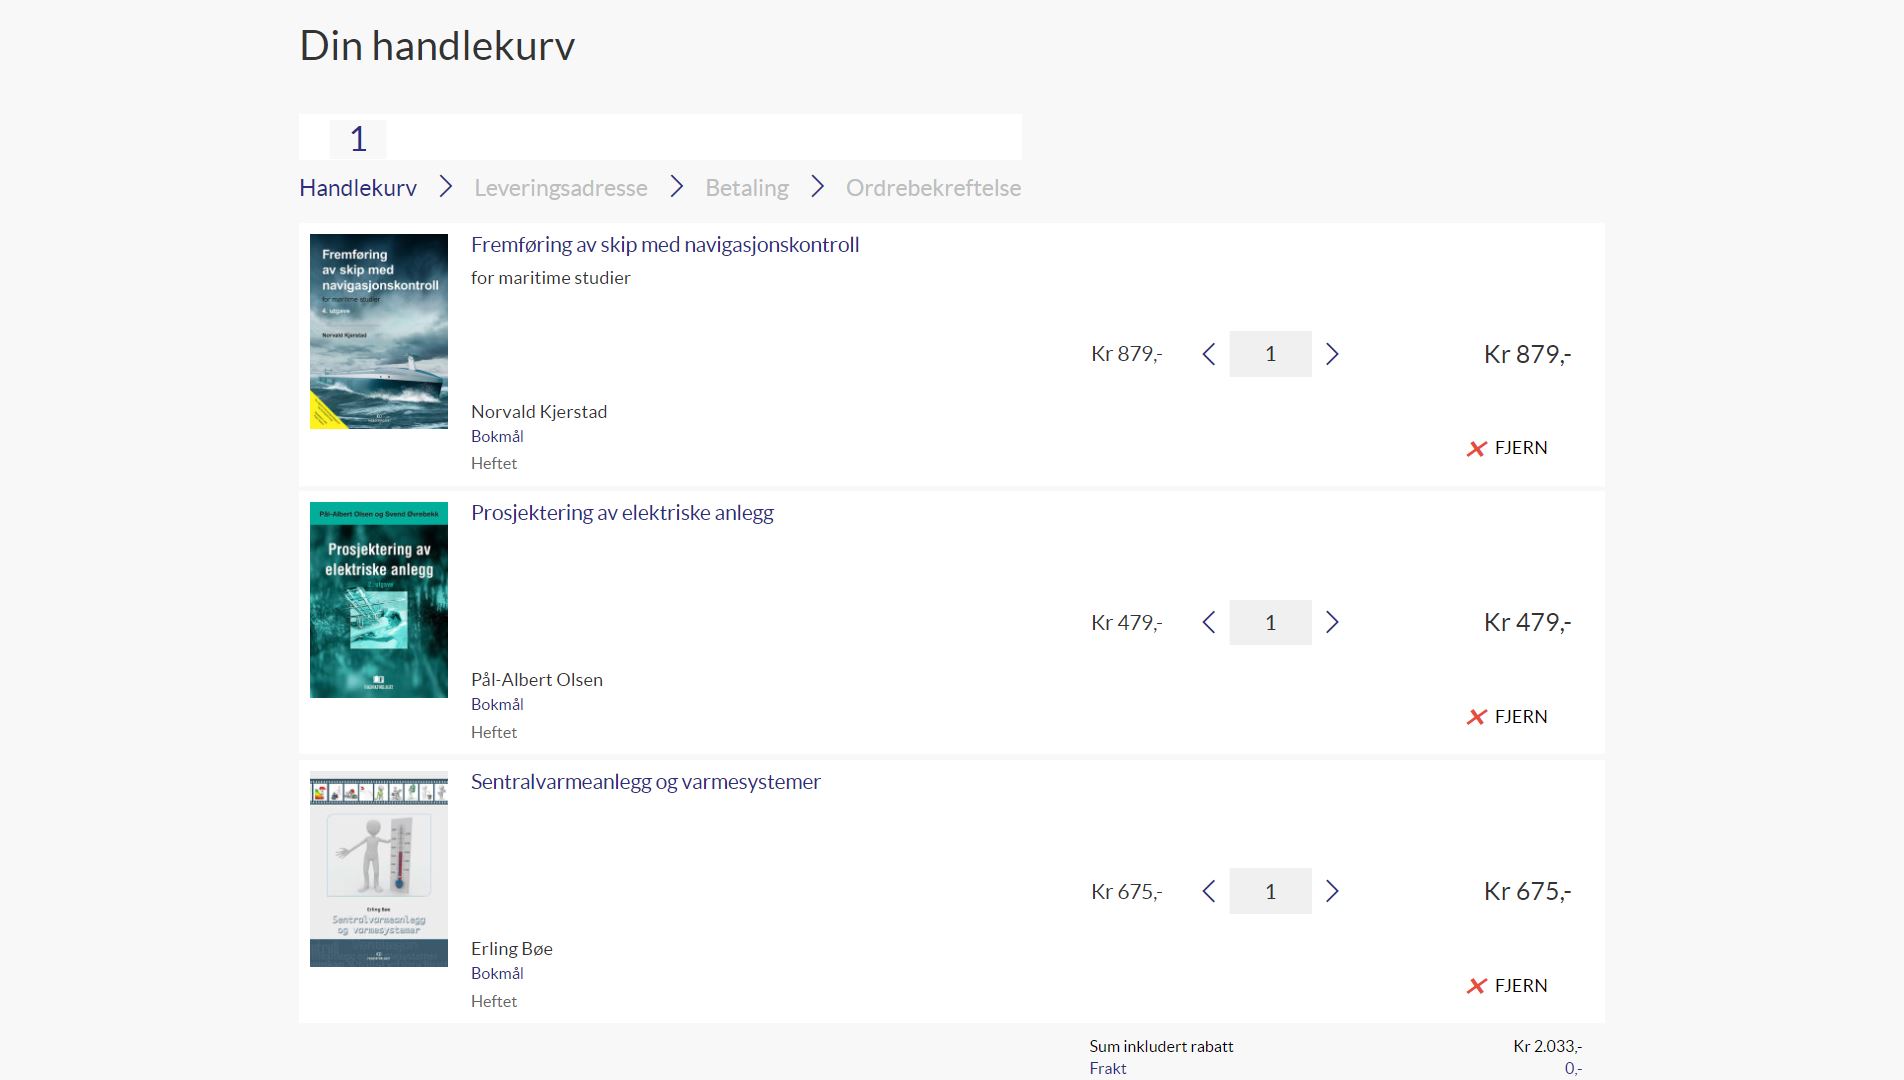 Din handlekurv
1
Handlekurv
Leveringsadresse
Betaling
Ordrebekreftelse
Fremføring
av skip med
navigasjonskontroll
for maritime studier
4. utgave
Norvald Kjerstad
Fremføring av skip med navigasjonskontroll
for maritime studier
Kr 879,-
1
Kr 879,-
Norvald Kjerstad
Bokmål
Heftet
FJERN
Pål-Albert Olsen og Svend Øvrebekk
Prosjektering av
elektriske anlegg
2. utgave
Prosjektering av elektriske anlegg
Kr 479,-
1
Kr 479,-
Pål-Albert Olsen
Bokmål
Heftet
FJERN
Erling Bøe
Sentralvarmeanlegg
og varmesystemer
Sentralvarmeanlegg og varmesystemer
Kr 675,-
1
Kr 675,-
Erling Bøe
Bokmål
Heftet
FJERN
Sum inkludert rabatt Kr 2.033,-
Frakt 0,-